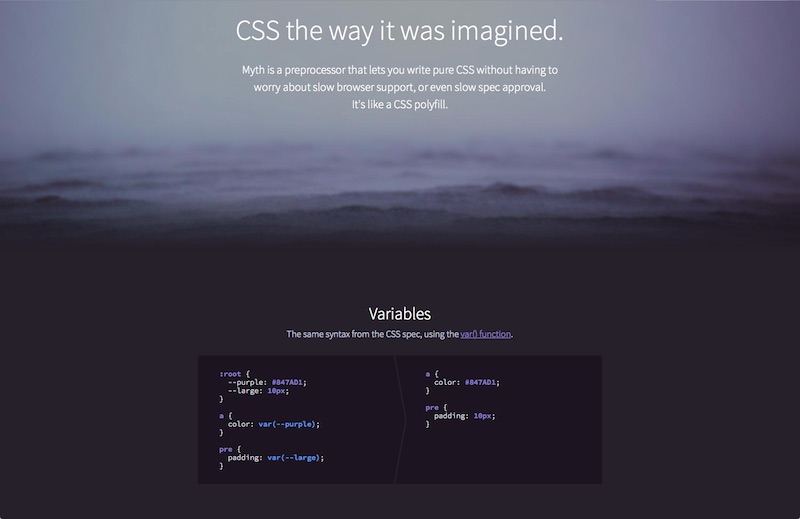 CSS the way it was imagined.
Myth is a preprocessor that lets you write pure CSS without having to
worry about slow browser support, or even slow spec approval.
It's like a CSS polyfill.
Variables
The same syntax from the CSS spec, using the var() function.
:root {
  --purple: #847AD1;
  --large: 10px;
}
a {
  color: var(--purple);
}
pre {
  padding: var(--large);
}
a {
  color: #847AD1;
}
pre {
  padding: 10px;
}